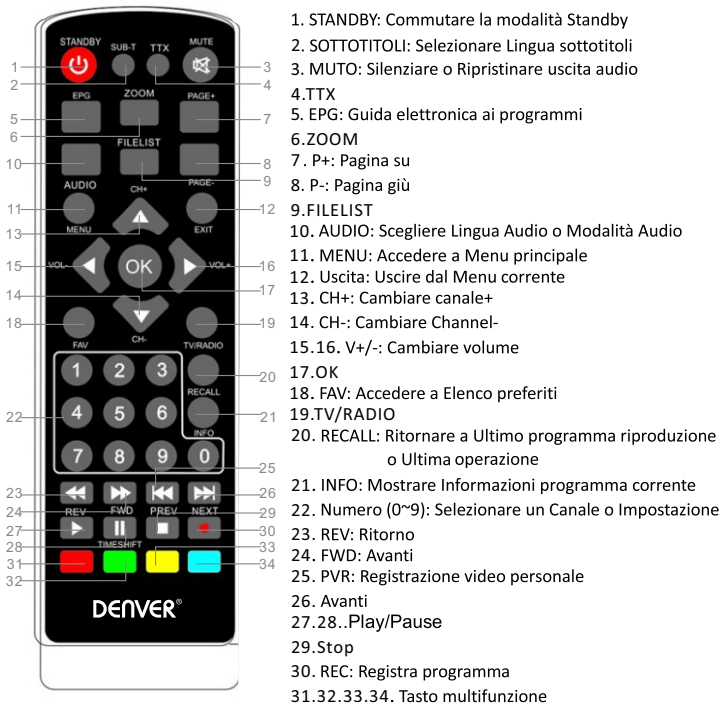 STANDBY
SUB-T
TTX
MUTE
1
2
3
4
EPG
ZOOM
PAGE+
5
6
7
FILELIST
10
8
9
AUDIO
CH+
PAGE-
11
12
MENU
EXIT
13
VOL-
OK
VOL+
15
16
14
17
18
19
FAV
CH-
TV/RADIO
1
2
3
20
RECALL
4
5
6
22
21
INFO
7
8
9
0
25
23
26
24
REV
FWD
PREV
NEXT
29
27
30
28
TIMESHIFT
33
31
34
32
DENVER®
1. STANDBY: Commutare la modalità Standby
2. SOTTOTITOLI: Selezionare Lingua sottotitoli
3. MUTO: Silenziare o Ripristinare uscita audio
4.TTX
5. EPG: Guida elettronica ai programmi
6.ZOOM
7. P+: Pagina su
8. P-: Pagina giù
9.FILELIST
10. AUDIO: Scegliere Lingua Audio o Modalità Audio
11. MENU: Accedere a Menu principale
12. Uscita: Uscire dal Menu corrente
13. CH+: Cambiare canale+
14. CH-: Cambiare Channel-
15.16. V+/-: Cambiare volume
17.OK
18. FAV: Accedere a Elenco preferiti
19.TV/RADIO
20. RECALL: Ritornare a Ultimo programma riproduzione
o Ultima operazione
21. INFO: Mostrare Informazioni programma corrente
22. Numero (0~9): Selezionare un Canale o Impostazione
23. REV: Ritorno
24. FWD: Avanti
25. PVR: Registrazione video personale
26. Avanti
27.28..Play/Pause
29.Stop
30. REC: Registra programma
31.32.33.34. Tasto multifunzione